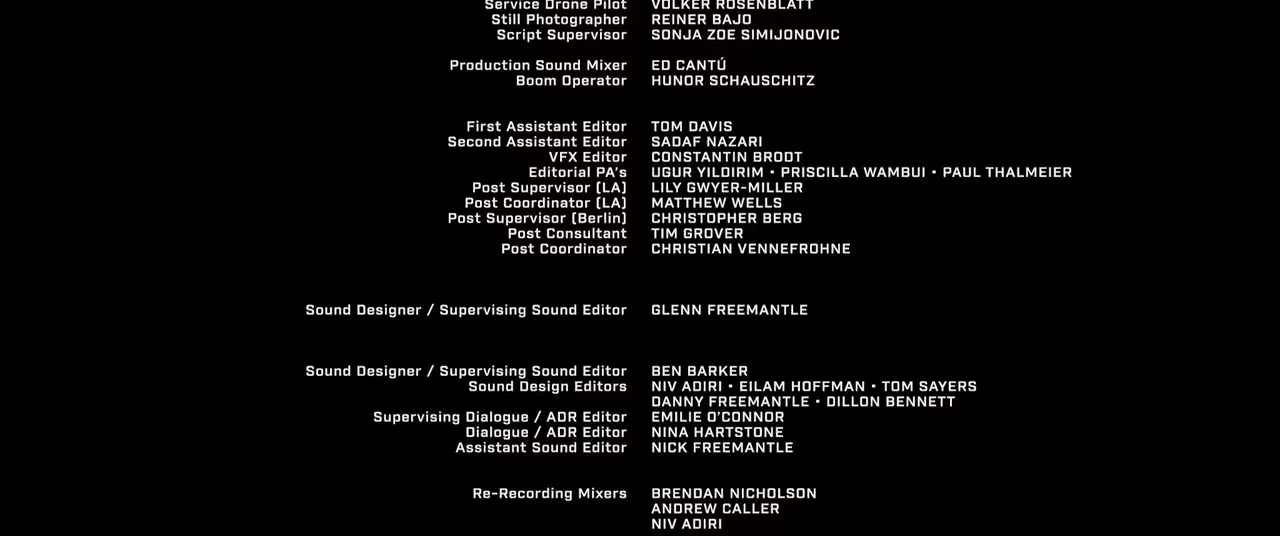 Service Drone Pilot VOLKER ROSENBLATT
Still Photographer REINER BAJO
Script Supervisor SONJA ZOE SIMIJONOVIC
Production Sound Mixer ED CANTÚ
Boom Operator HUNOR SCHAUSCHITZ
First Assistant Editor TOM DAVIS
Second Assistant Editor SADAF NAZARI
VFX Editor CONSTANTIN BRODT
Editorial PA's UGUR YILDIRIM • PRISCILLA WAMBUI • PAUL THALMEIER
Post Supervisor (LA) LILY GWYER-MILLER
Post Coordinator (LA) MATTHEW WELLS
Post Supervisor (Berlin) CHRISTOPHER BERG
Post Consultant TIM GROVER
Post Coordinator CHRISTIAN VENNEFROHNE
Sound Designer / Supervising Sound Editor GLENN FREEMANTLE
Sound Designer / Supervising Sound Editor BEN BARKER
Sound Design Editors NIV ADIRI • EILAM HOFFMAN • TOM SAYERS
DANNY FREEMANTLE • DILLON BENNETT
Supervising Dialogue / ADR Editor EMILIE O'CONNOR
Dialogue / ADR Editor NINA HARTSTONE
Assistant Sound Editor NICK FREEMANTLE
Re-Recording Mixers BRENDAN NICHOLSON
ANDREW CALLER
NIV ADIRI